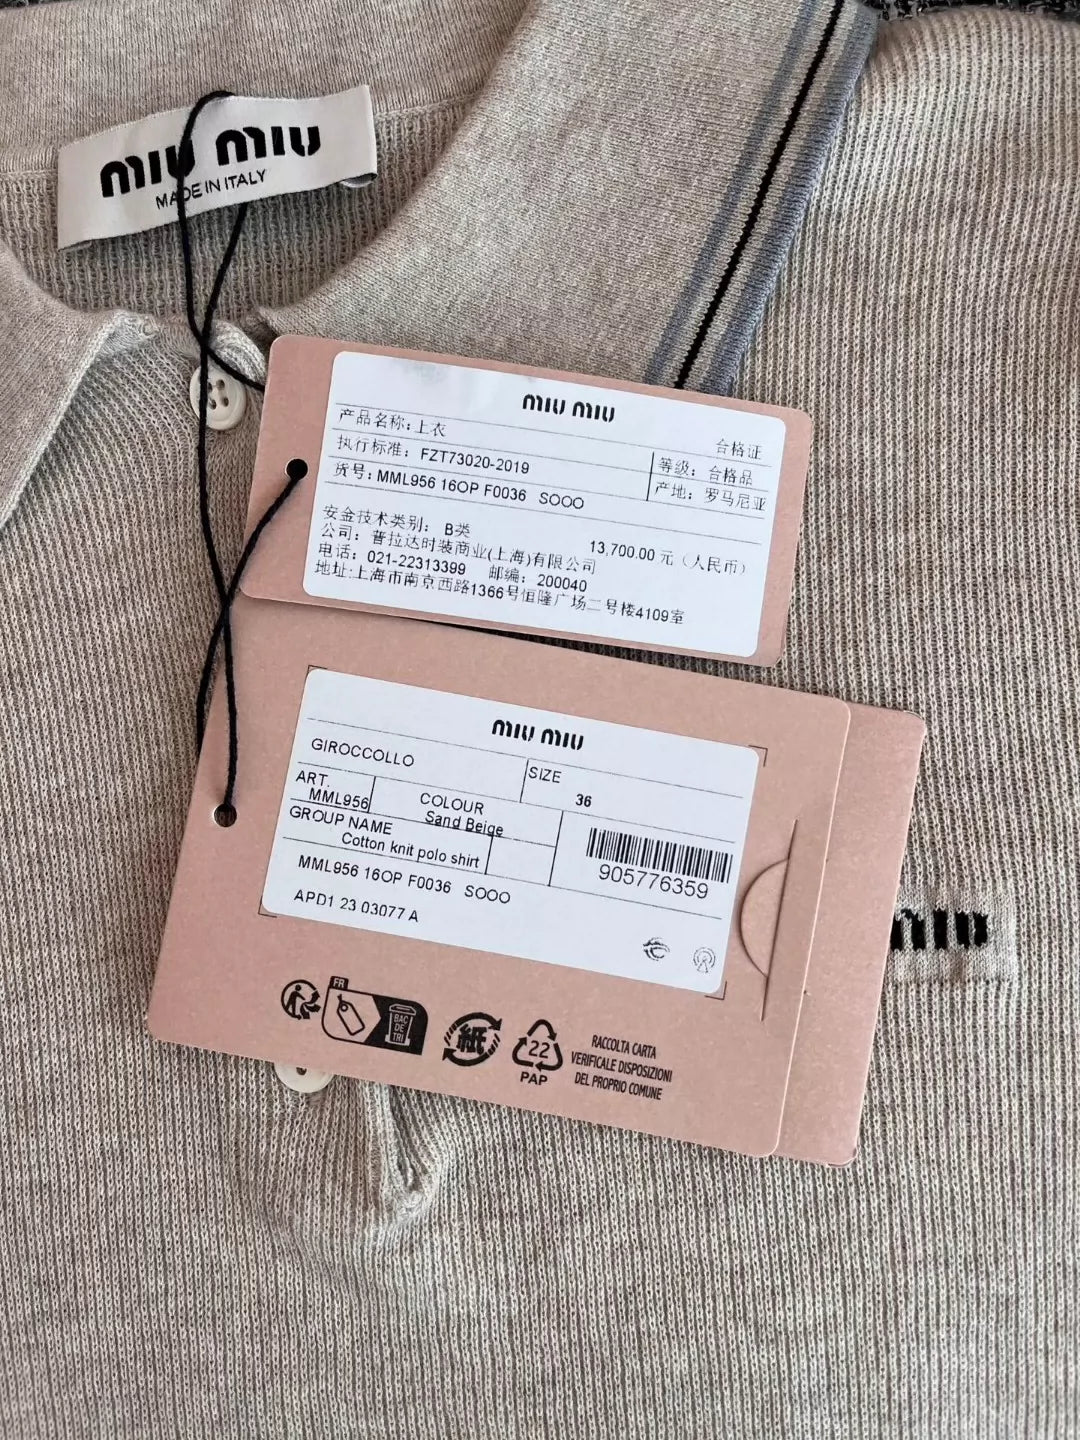 miu miu
MADE IN ITALY
miu miu
产品名称：上衣
合格证
执行标准：FZT73020-2019
等级：合格品
货号：MML956 16OP F0036 SOOO
产地：罗马尼亚
安金技术类别：B类
13,700.00 元（人民币）
公司：普拉达时装商业(上海)有限公司
电话：021-22313399 邮编：200040
地址:上海市南京西路1366号恒隆广场二号楼4109室
miu miu
GIROCCOLLO
SIZE
36
ART.
MML956
COLOUR
Sand Beige
GROUP NAME
Cotton knit polo shirt
905776359
MML956 16OP F0036 SOOO
APD1 23 03077 A
FR
BAC
DE
TRI
紙
22
PAP
RACCOLTA CARTA
VERIFICALE DISPOSIZIONI
DEL PROPRIO COMUNE
miu